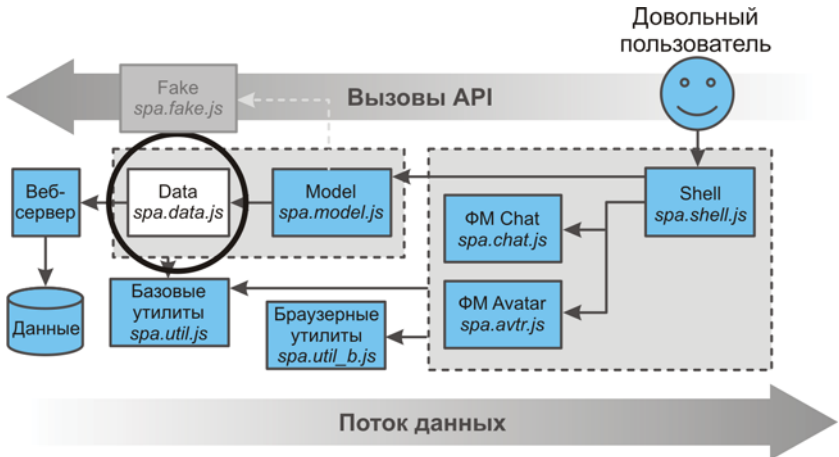 Довольный
пользователь
Fake
spa.fake.js
Вызовы API
Веб-
сервер
Data
spa.data.js
Model
spa.model.js
Shell
spa.shell.js
ФМ Chat
spa.chat.js
Данные
Базовые
утилиты
spa.util.js
Браузерные
утилиты
spa.util_b.js
ФМ Avatar
spa.avtr.js
Поток данных